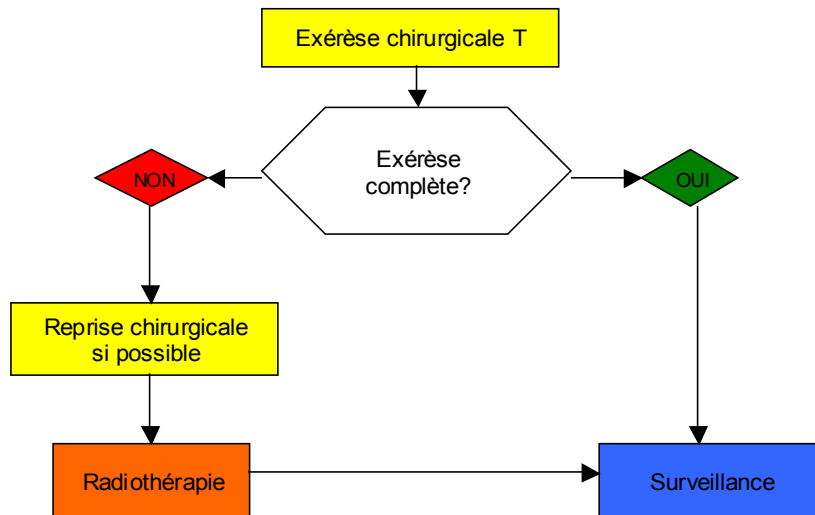 Exérèse chirurgicale T
Exérèse
complète?
NON
OUI
Reprise chirurgicale
si possible
Radiothérapie
Surveillance